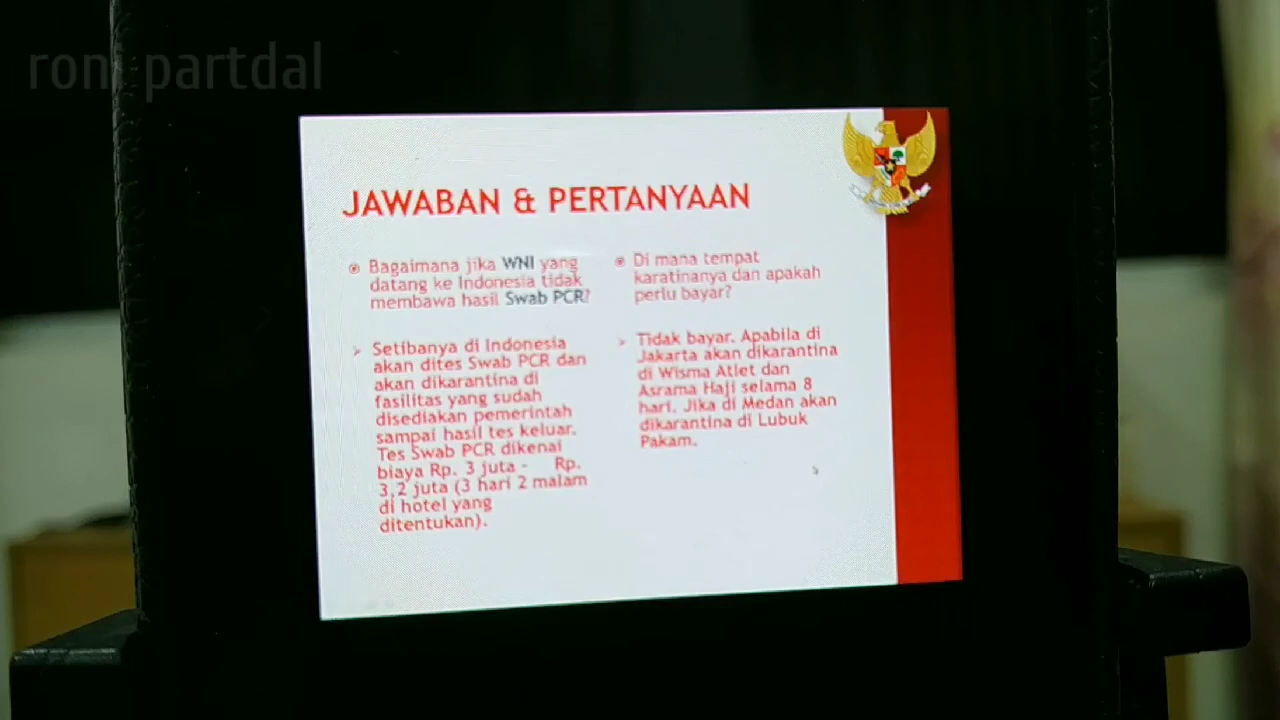 roni partdal
JAWABAN & PERTANYAAN
Bagaimana jika WNI yang
datang ke Indonesia tidak
membawa hasil Swab PCR?
Setibanya di Indonesia
akan dites Swab PCR dan
akan dikarantina di
fasilitas yang sudah
disediakan pemerintah
sampai hasil tes keluar.
Tes Swab PCR dikenai
biaya Rp. 3 juta - Rp.
3,2 juta (3 hari 2 malam
di hotel yang
ditentukan).
Di mana tempat
karatinanya dan apakah
perlu bayar?
Tidak bayar. Apabila di
Jakarta akan dikarantina
di Wisma Atlet dan
Asrama Haji selama 8
hari. Jika di Medan akan
dikarantina di Lubuk
Pakam.